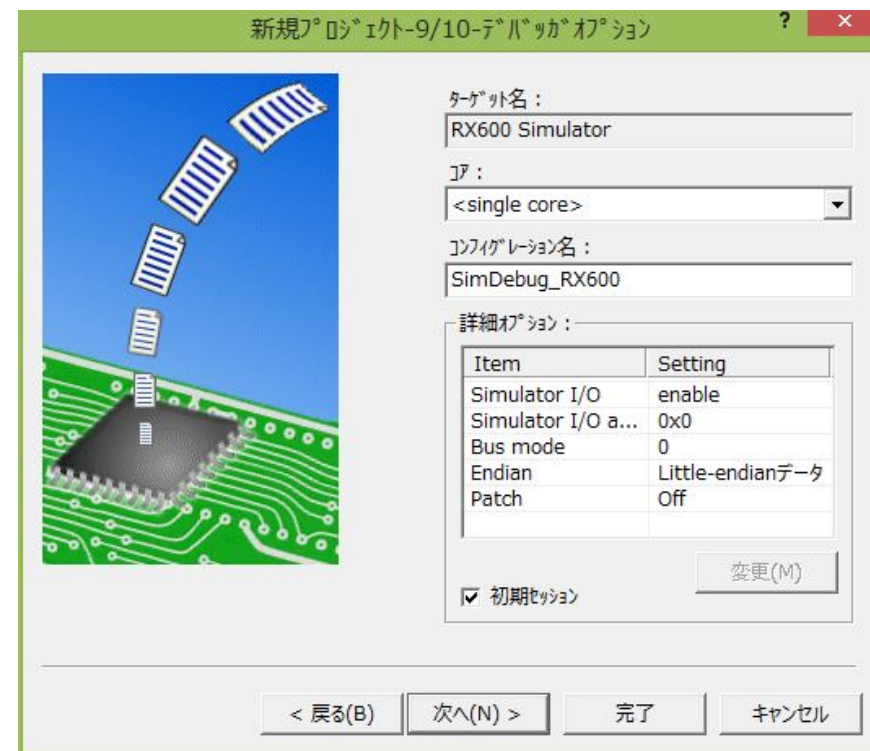 新規ﾌﾟﾛｼﾞｪｸﾄ-9/10-ﾃﾞﾊﾞｯｶﾞｵﾌﾟｼｮﾝ ? ×
ﾀｰｹﾞｯﾄ名：
RX600 Simulator
ｺｱ：
<single core>
ｺﾝﾌｨｸﾞﾚｰｼｮﾝ名：
SimDebug_RX600
詳細ｵﾌﾟｼｮﾝ：
Item Setting
Simulator I/O enable
Simulator I/O a... 0x0
Bus mode 0
Endian Little-endianデータ
Patch Off
変更(M)
初期ｾｯｼｮﾝ
< 戻る(B) 次へ(N) > 完了 ｷｬﾝｾﾙ